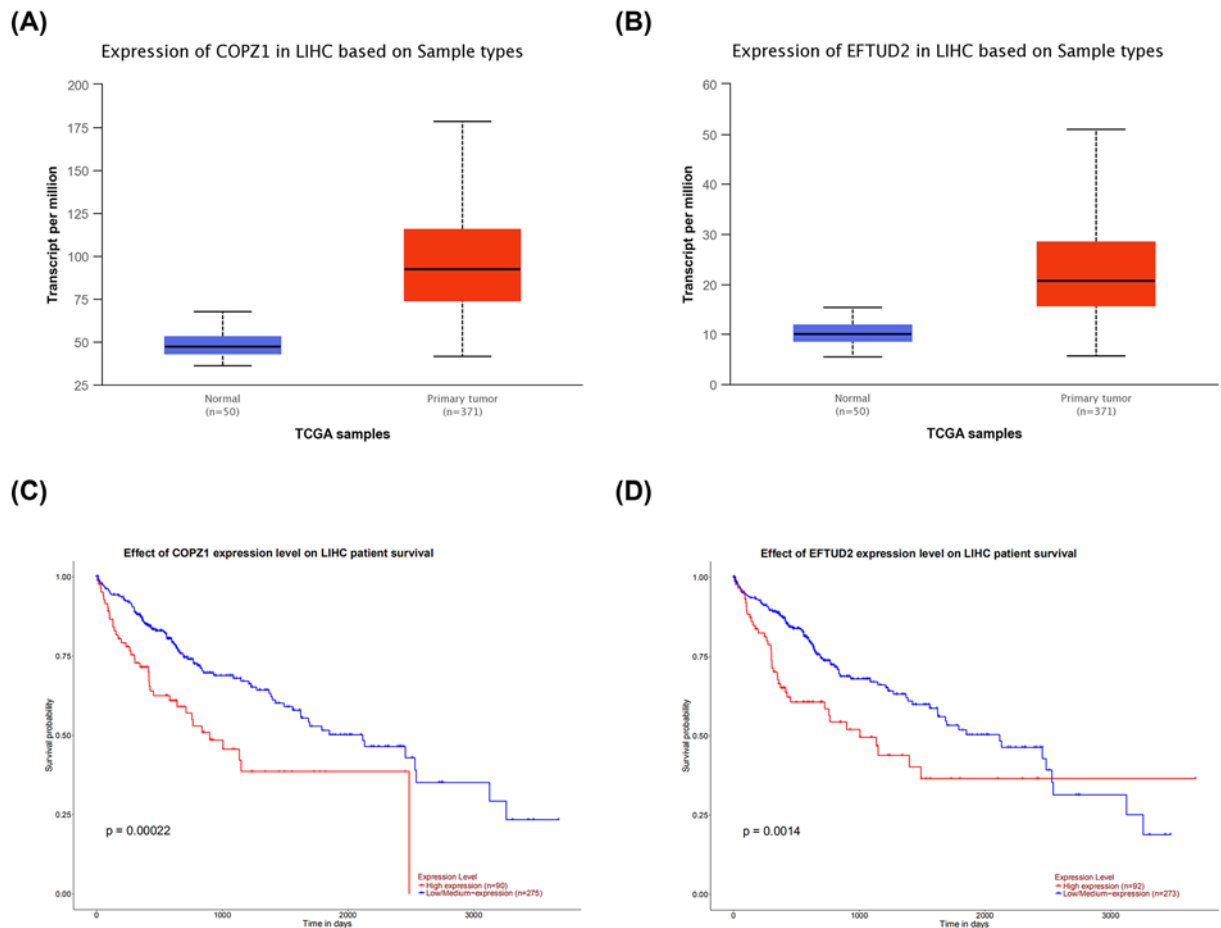 (A)
Expression of COPZ1 in LIHC based on Sample types
200
175
150
125
100
75
50
25
Transcript per million
Normal
(n=50)
Primary tumor
(n=371)
TCGA samples
(B)
Expression of EFTUD2 in LIHC based on Sample types
60
50
40
30
20
10
0
Transcript per million
Normal
(n=50)
Primary tumor
(n=371)
TCGA samples
(C)
Effect of COPZ1 expression level on LIHC patient survival
1.00
0.75
0.50
0.25
0.00
Survival probability
p = 0.00022
Expression Level
High expression (n=90)
Low/Medium-expression (n=275)
0
1000
2000
3000
Time in days
(D)
Effect of EFTUD2 expression level on LIHC patient survival
1.00
0.75
0.50
0.25
0.00
Survival probability
p = 0.0014
Expression Level
High expression (n=92)
Low/Medium-expression (n=273)
0
1000
2000
3000
Time in days